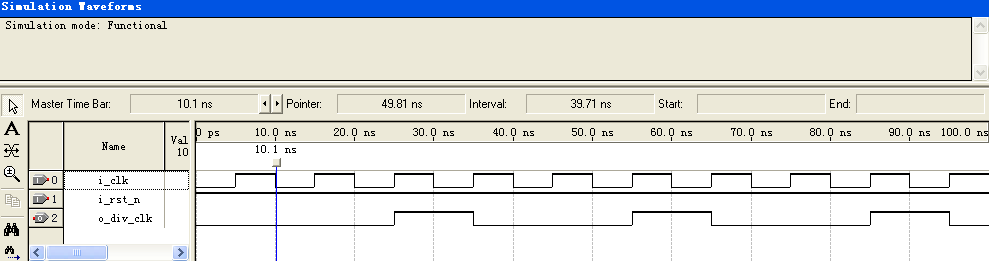 Simulation Waveforms
Simulation mode: Functional
Master Time Bar: 10.1 ns Pointer: 49.81 ns Interval: 39.71 ns Start: End:
A
Name Val 10
0 ps 10.0 ns 20.0 ns 30.0 ns 40.0 ns 50.0 ns 60.0 ns 70.0 ns 80.0 ns 90.0 ns 100.0 ns
10.1 ns
0 i_clk
1 i_rst_n
2 o_div_clk